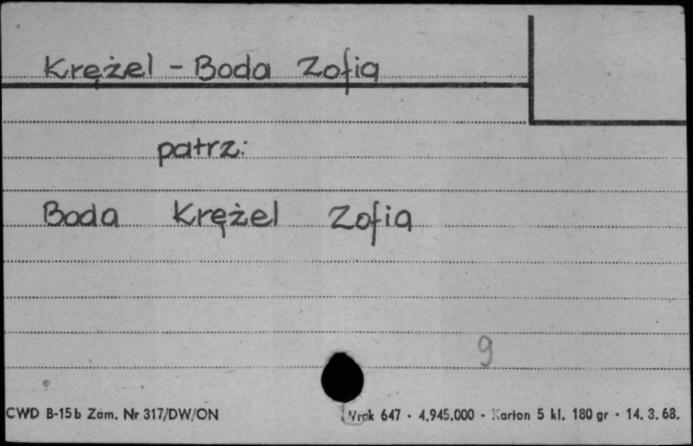 Krężel - Boda Zofia
patrz:
Boda Krężel Zofia
9
CWD B-15b Zam. Nr 317/DW/ON Wrak 647 - 4.945.000 - Karton 5 kl. 180 gr - 14. 3. 68.